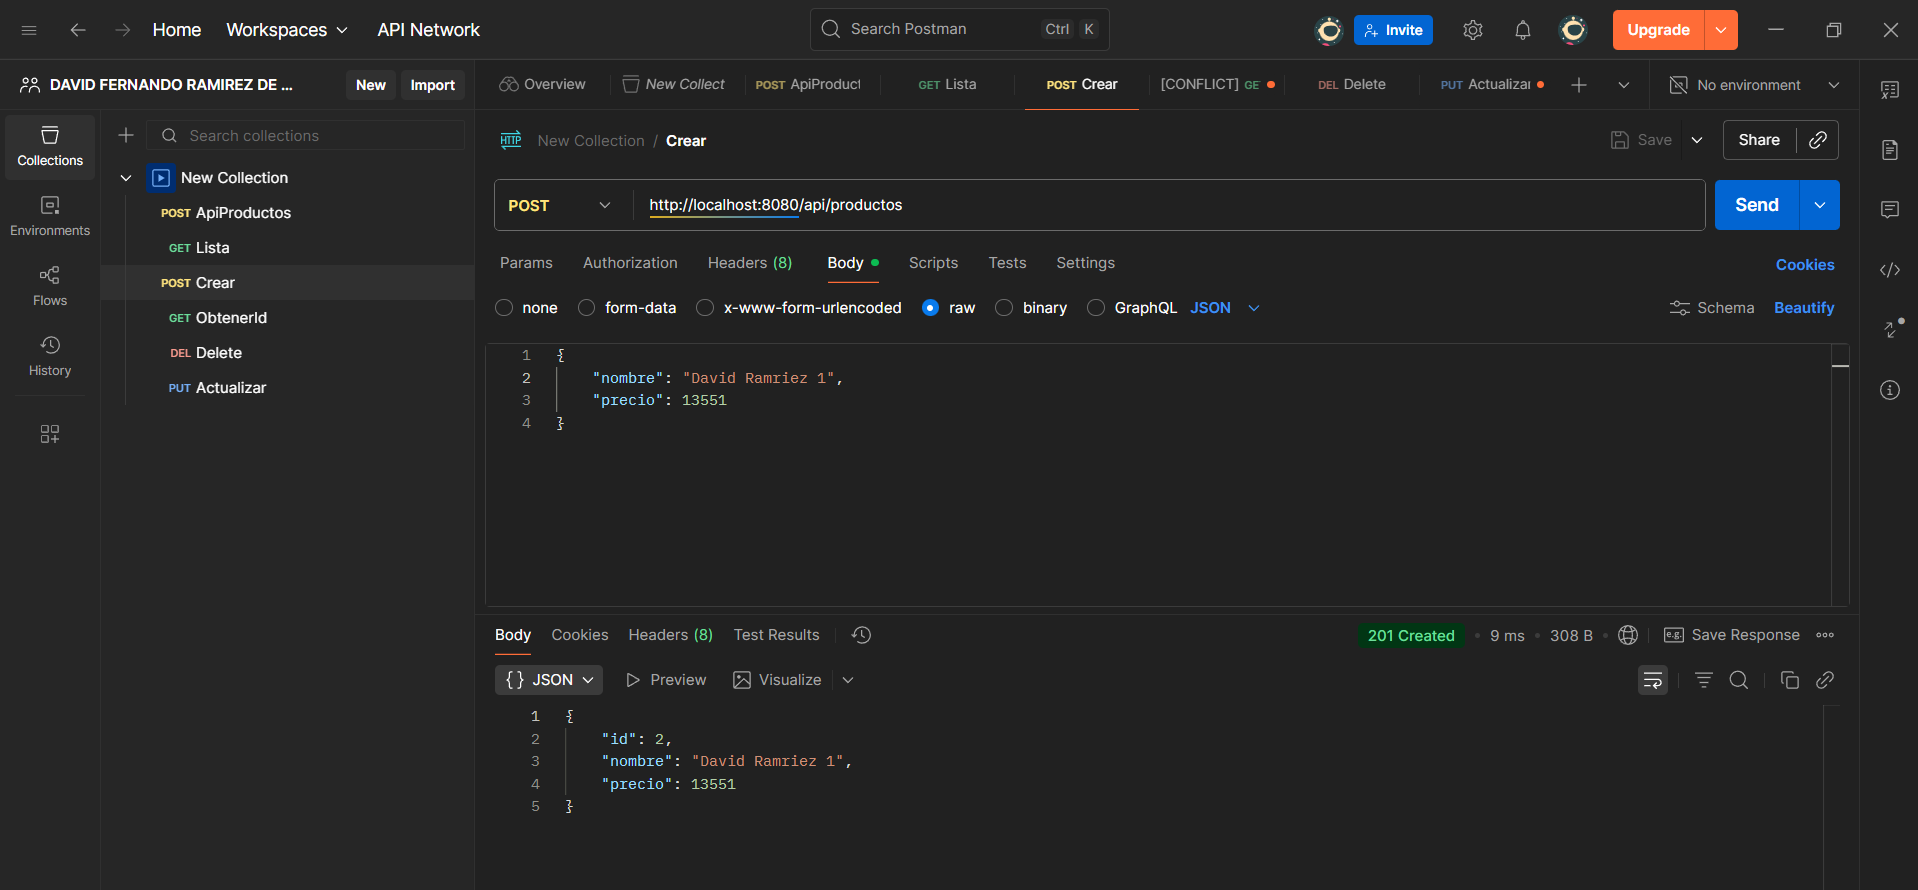 Home Workspaces API Network Search Postman Ctrl K Invite Upgrade
DAVID FERNANDO RAMIREZ DE ... New Import
Overview New Collect POST ApiProduct GET Lista POST Crear [CONFLICT] GE DEL Delete PUT Actualizar No environment
Collections
Environments
Flows
History
Search collections
New Collection
POST ApiProductos
GET Lista
POST Crear
GET ObtenerId
DEL Delete
PUT Actualizar
HTTP New Collection / Crear Save Share
POST http://localhost:8080/api/productos Send
Params Authorization Headers (8) Body Scripts Tests Settings Cookies
none form-data x-www-form-urlencoded raw binary GraphQL JSON Schema Beautify
1 {
2 "nombre": "David Ramriez 1",
3 "precio": 13551
4 }
Body Cookies Headers (8) Test Results 201 Created 9 ms 308 B e.g. Save Response
{} JSON Preview Visualize
1 {
2 "id": 2,
3 "nombre": "David Ramriez 1",
4 "precio": 13551
5 }